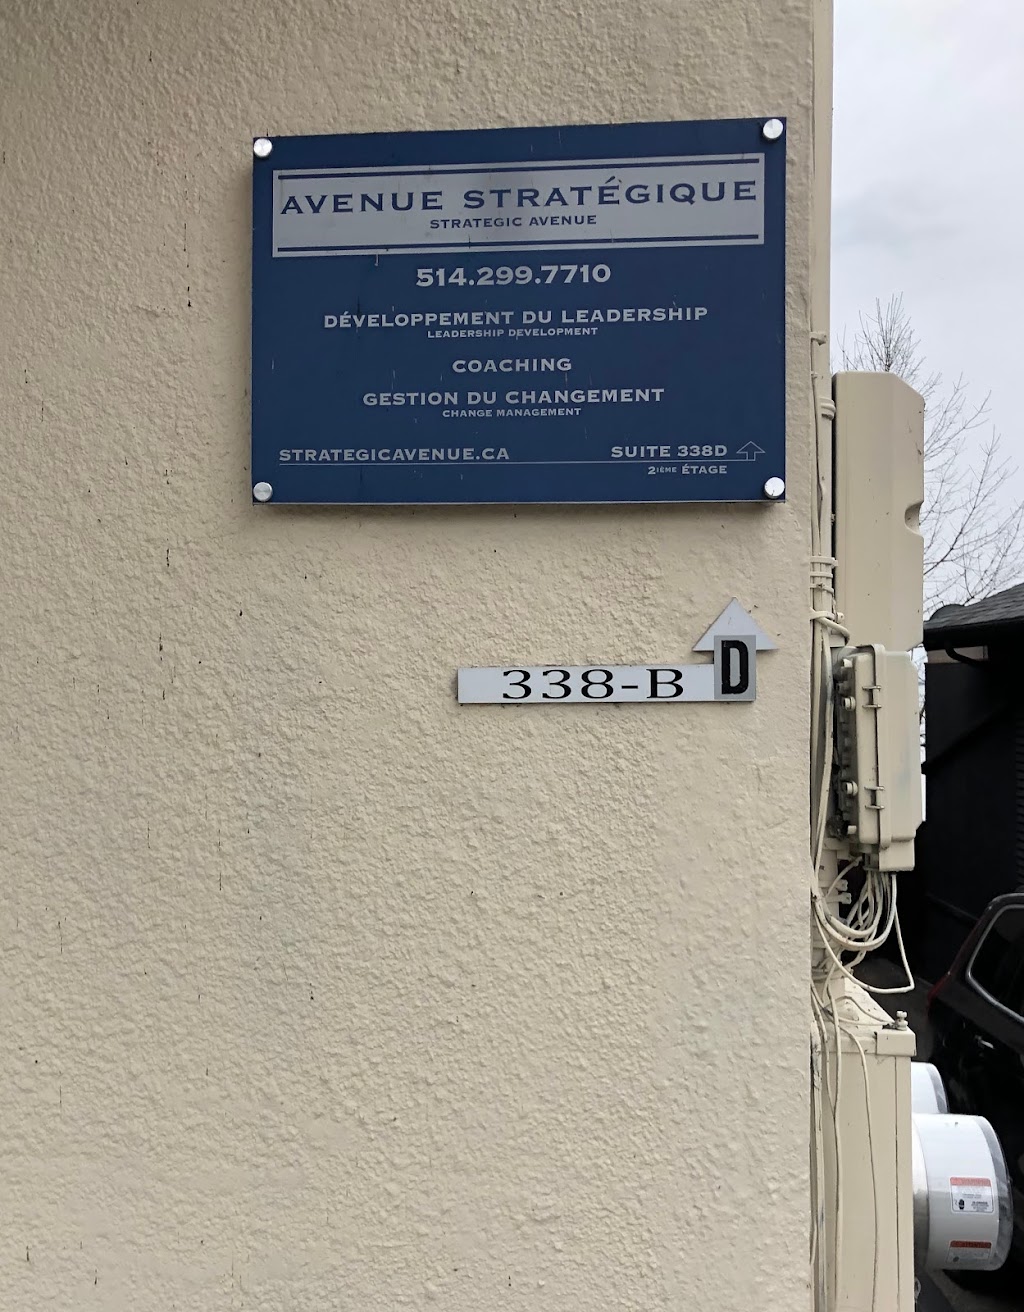 AVENUE STRATÉGIQUE
STRATEGIC AVENUE
514.299.7710
DÉVELOPPEMENT DU LEADERSHIP
LEADERSHIP DEVELOPMENT
COACHING
GESTION DU CHANGEMENT
CHANGE MANAGEMENT
STRATEGICAVENUE.CA SUITE 338D
2IÈME ÉTAGE
338-B D